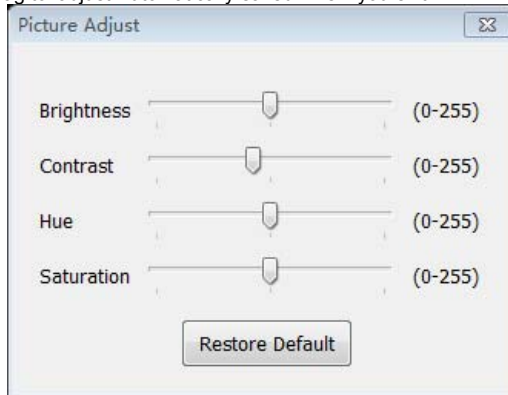 Picture Adjust
Brightness (0-255)
Contrast (0-255)
Hue (0-255)
Saturation (0-255)
Restore Default